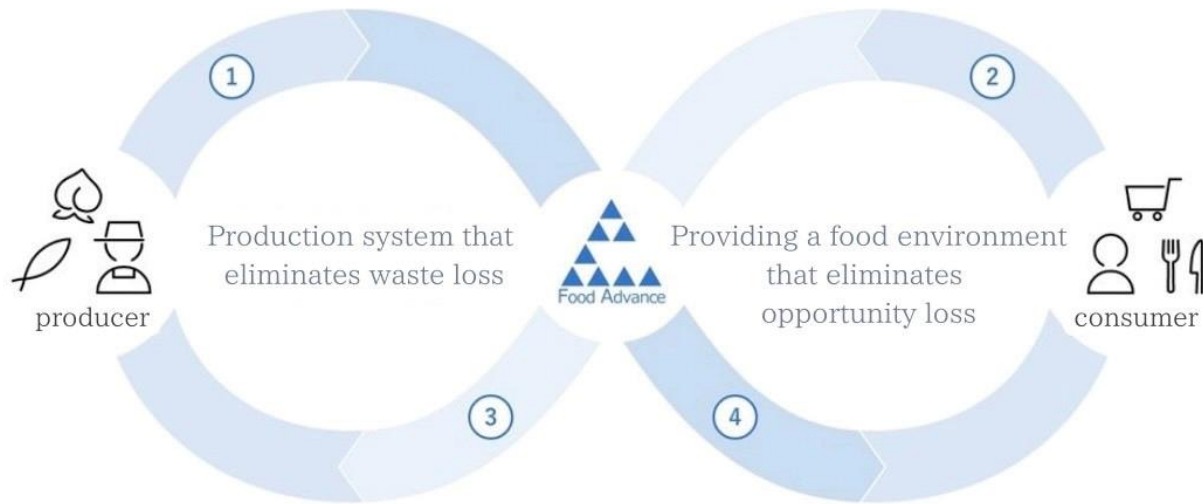 1
2
Production system that
eliminates waste loss
Providing a food environment
that eliminates
opportunity loss
Food Advance
producer
consumer
3
4